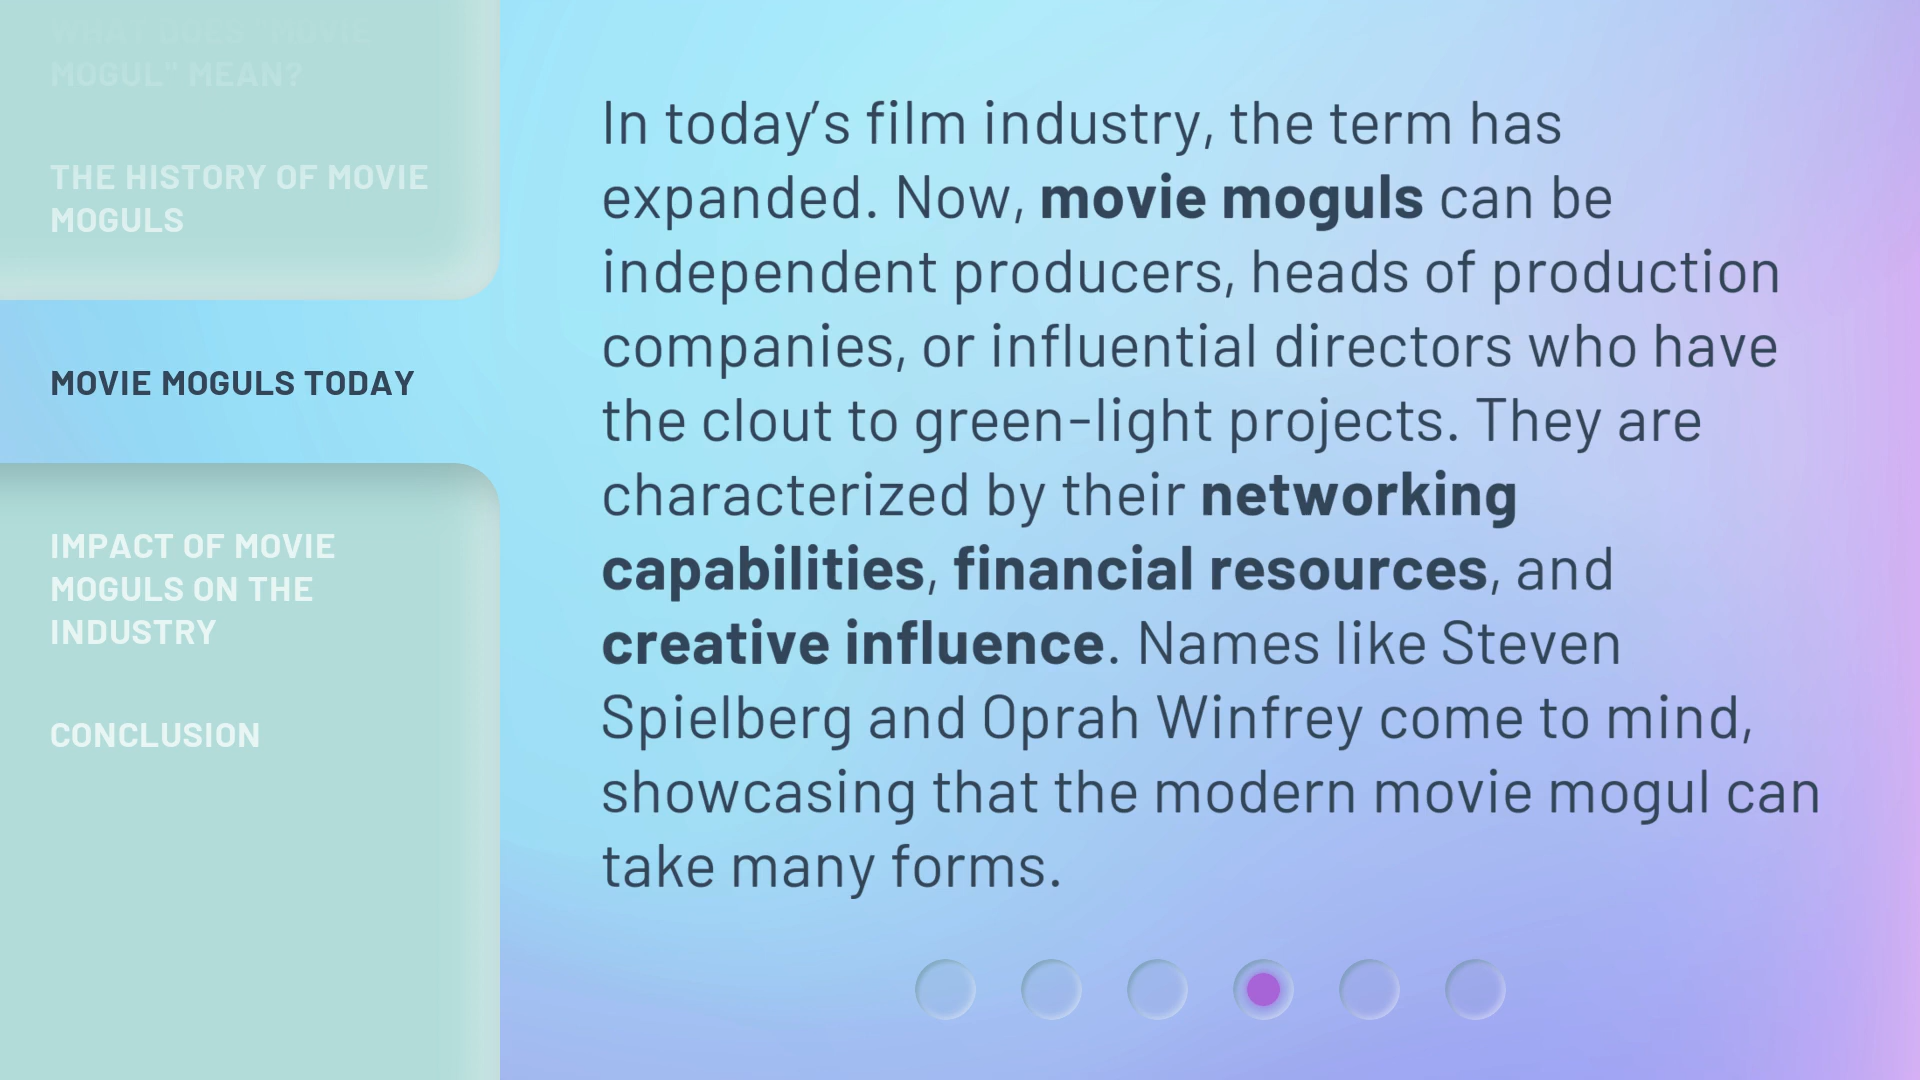 WHAT DOES "MOVIE
MOGUL" MEAN?
THE HISTORY OF MOVIE
MOGULS
MOVIE MOGULS TODAY
IMPACT OF MOVIE
MOGULS ON THE
INDUSTRY
CONCLUSION
In today's film industry, the term has
expanded. Now, movie moguls can be
independent producers, heads of production
companies, or influential directors who have
the clout to green-light projects. They are
characterized by their networking
capabilities, financial resources, and
creative influence. Names like Steven
Spielberg and Oprah Winfrey come to mind,
showcasing that the modern movie mogul can
take many forms.